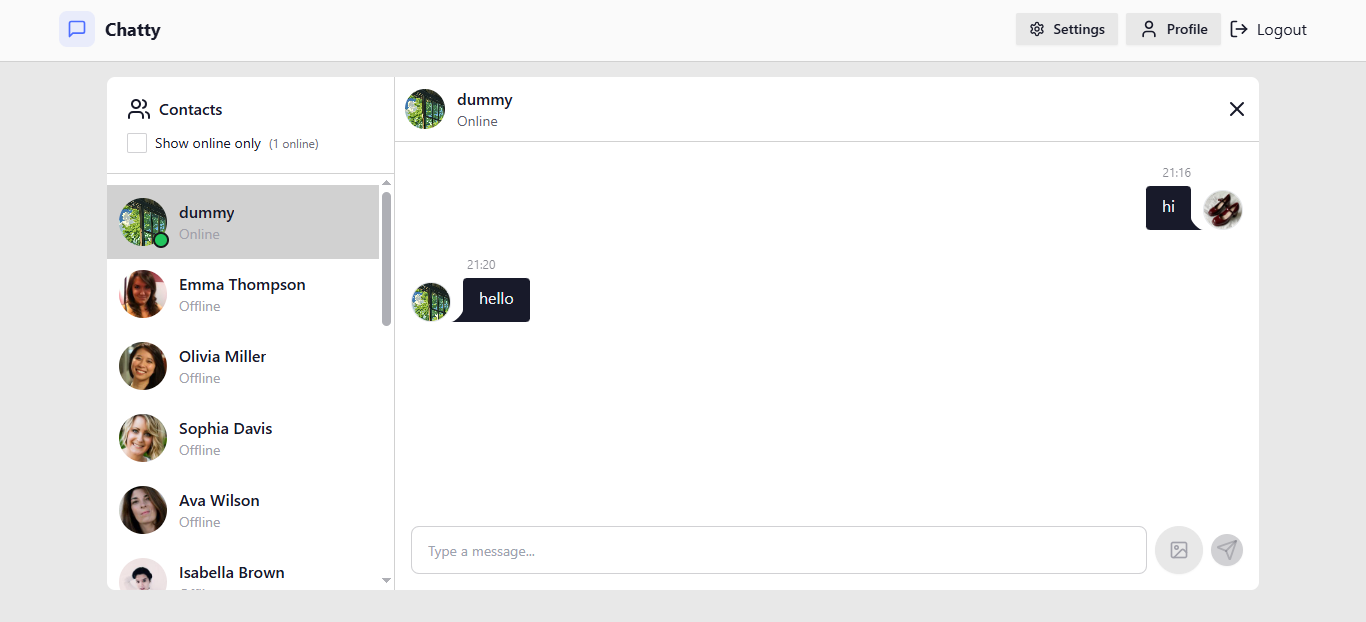 Chatty
Settings
Profile
Logout
Contacts
Show online only (1 online)
dummy
Online
Emma Thompson
Offline
Olivia Miller
Offline
Sophia Davis
Offline
Ava Wilson
Offline
Isabella Brown
dummy
Online
21:16
hi
21:20
hello
Type a message...